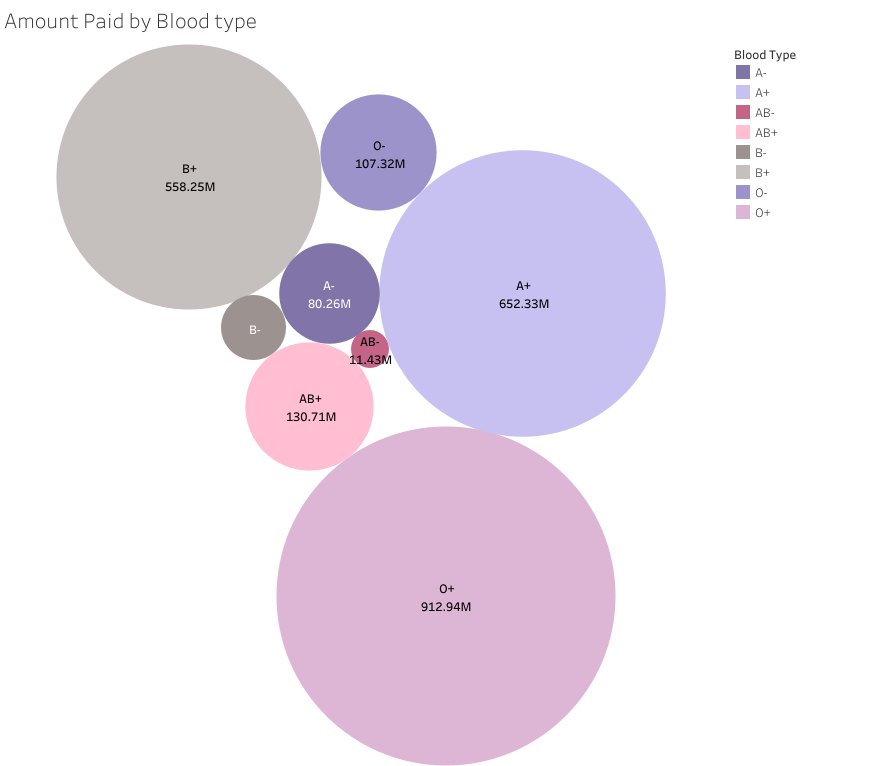 Amount Paid by Blood type
B+
558.25M
O-
107.32M
A+
652.33M
A-
80.26M
B-
AB-
11.43M
AB+
130.71M
O+
912.94M
Blood Type
A-
A+
AB-
AB+
B-
B+
O-
O+